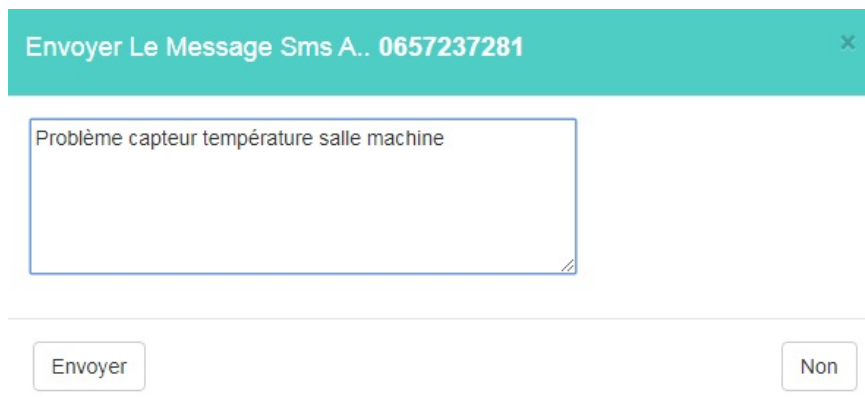 Envoyer Le Message Sms A.. 0657237281 ×
Problème capteur température salle machine
Envoyer Non